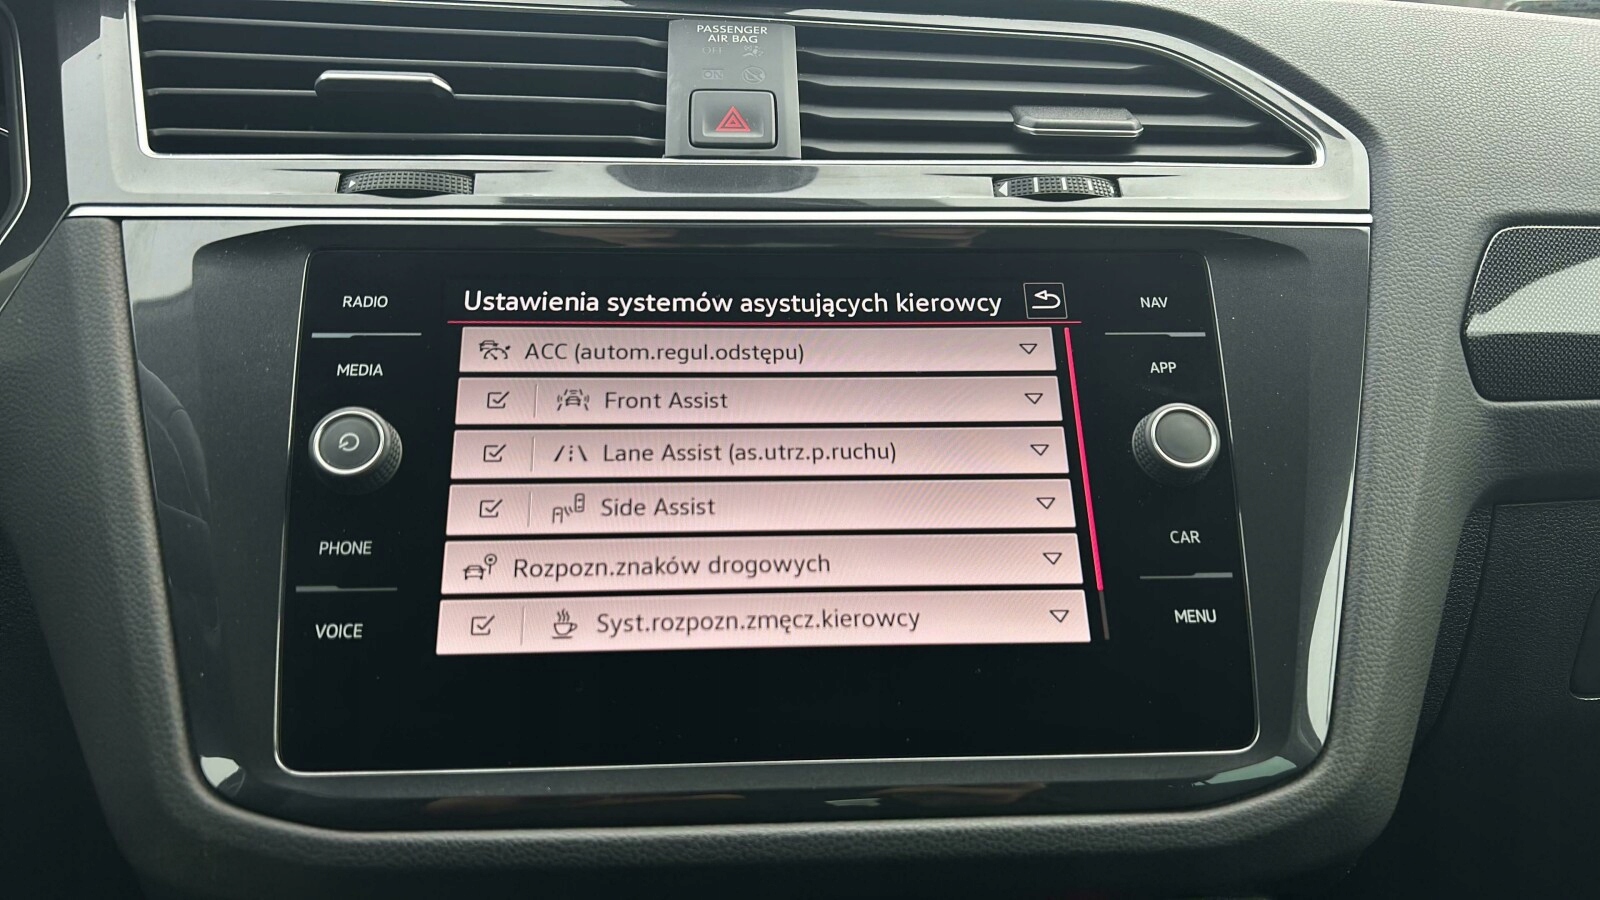 PASSENGER
AIR BAG
OFF
ON
RADIO
MEDIA
PHONE
VOICE
Ustawienia systemów asystujących kierowcy
ACC (autom.regul.odstępu)
Front Assist
Lane Assist (as.utrz.p.ruchu)
Side Assist
Rozpozn.znaków drogowych
Syst.rozpozn.zmęcz.kierowcy
NAV
APP
CAR
MENU